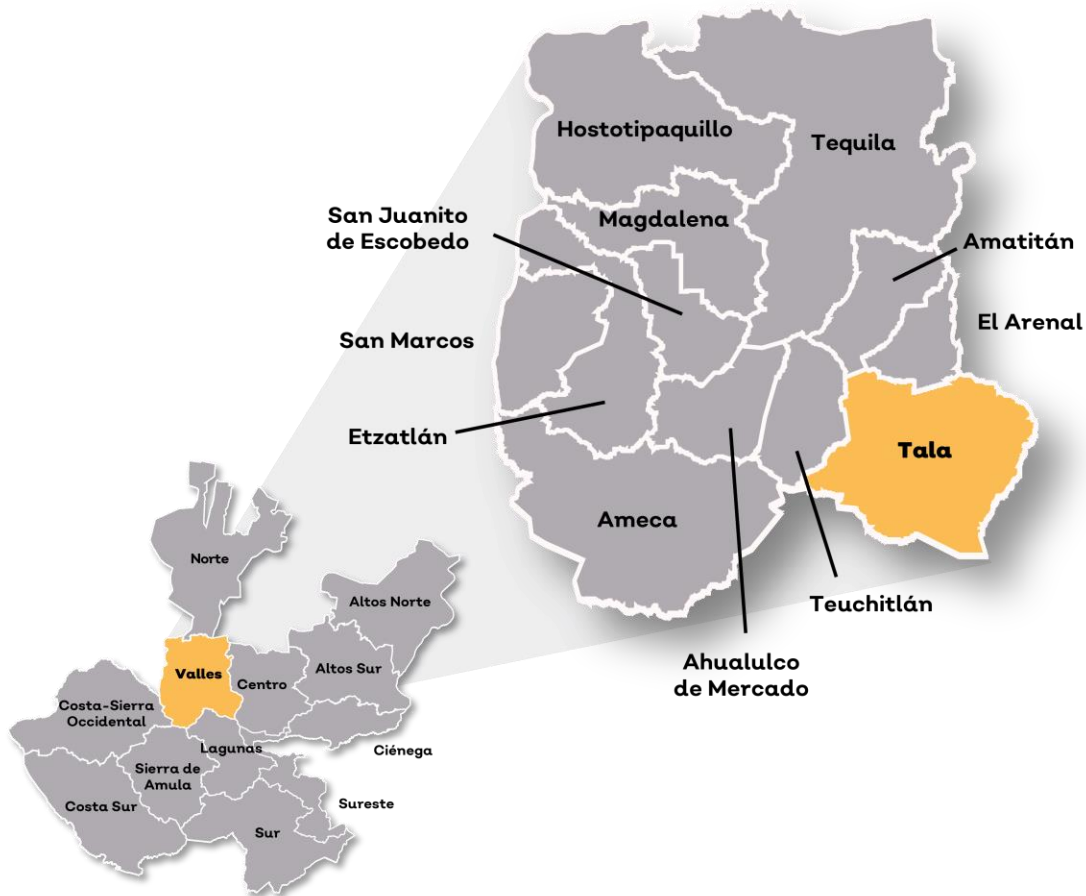 Hostotipaquillo
Tequila
San Juanito
de Escobedo
Magdalena
Amatitán
El Arenal
San Marcos
Etzatlán
Tala
Ameca
Teuchitlán
Ahualulco
de Mercado
Norte
Altos Norte
Valles
Centro
Altos Sur
Costa-Sierra
Occidental
Lagunas
Ciénega
Sierra de
Amula
Costa Sur
Sureste
Sur